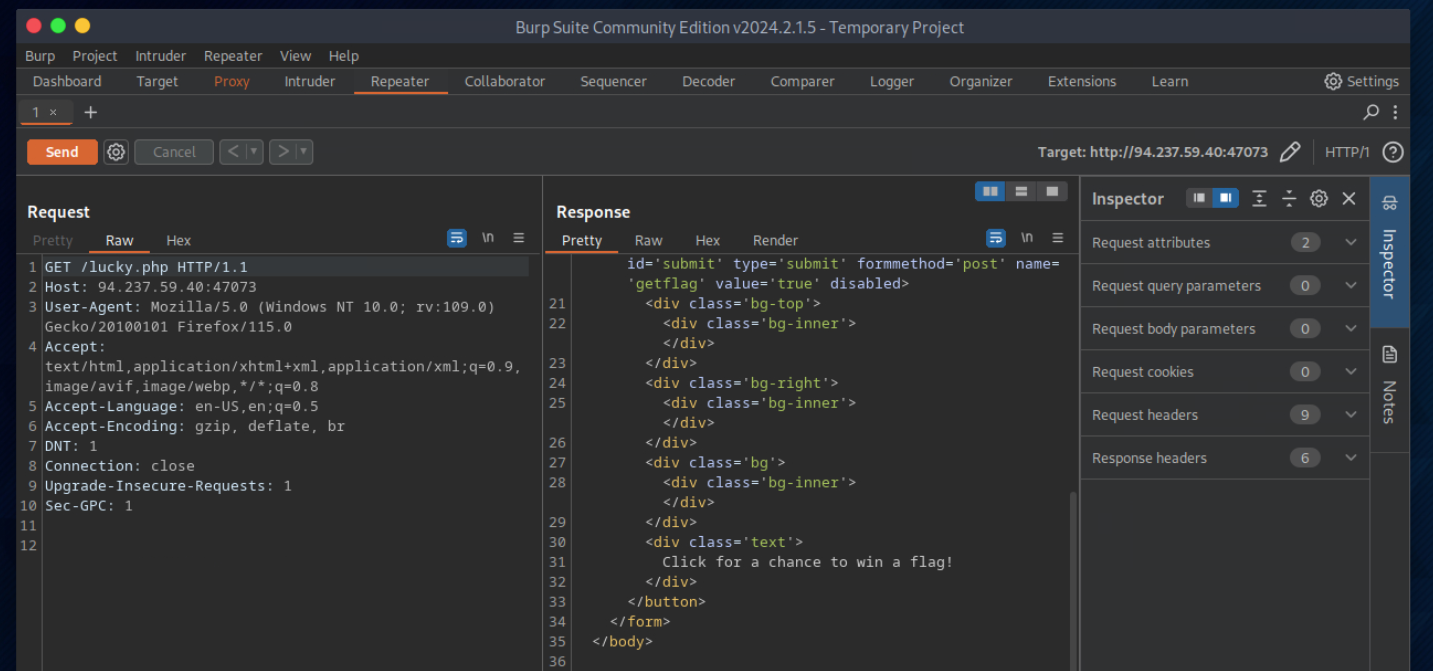 Burp Suite Community Edition v2024.2.1.5 - Temporary Project
Burp Project Intruder Repeater View Help
Dashboard Target Proxy Intruder Repeater Collaborator Sequencer Decoder Comparer Logger Organizer Extensions Learn Settings
1 × +
Send Cancel < > Target: http://94.237.59.40:47073 HTTP/1 ?
Request
Pretty Raw Hex \n
1 GET /lucky.php HTTP/1.1
2 Host: 94.237.59.40:47073
3 User-Agent: Mozilla/5.0 (Windows NT 10.0; rv:109.0)
Gecko/20100101 Firefox/115.0
4 Accept:
text/html,application/xhtml+xml,application/xml;q=0.9,
image/avif,image/webp,*/*;q=0.8
5 Accept-Language: en-US,en;q=0.5
6 Accept-Encoding: gzip, deflate, br
7 DNT: 1
8 Connection: close
9 Upgrade-Insecure-Requests: 1
10 Sec-GPC: 1
11
12
Response
Pretty Raw Hex Render \n
id='submit' type='submit' formmethod='post' name=
'getflag' value='true' disabled>
21 <div class='bg-top'>
22 <div class='bg-inner'>
</div>
23 </div>
24 <div class='bg-right'>
25 <div class='bg-inner'>
</div>
26 </div>
27 <div class='bg'>
28 <div class='bg-inner'>
</div>
29 </div>
30 <div class='text'>
31 Click for a chance to win a flag!
32 </div>
33 </button>
34 </form>
35 </body>
36
Inspector
Request attributes 2
Request query parameters 0
Request body parameters 0
Request cookies 0
Request headers 9
Response headers 6
Inspector
Notes